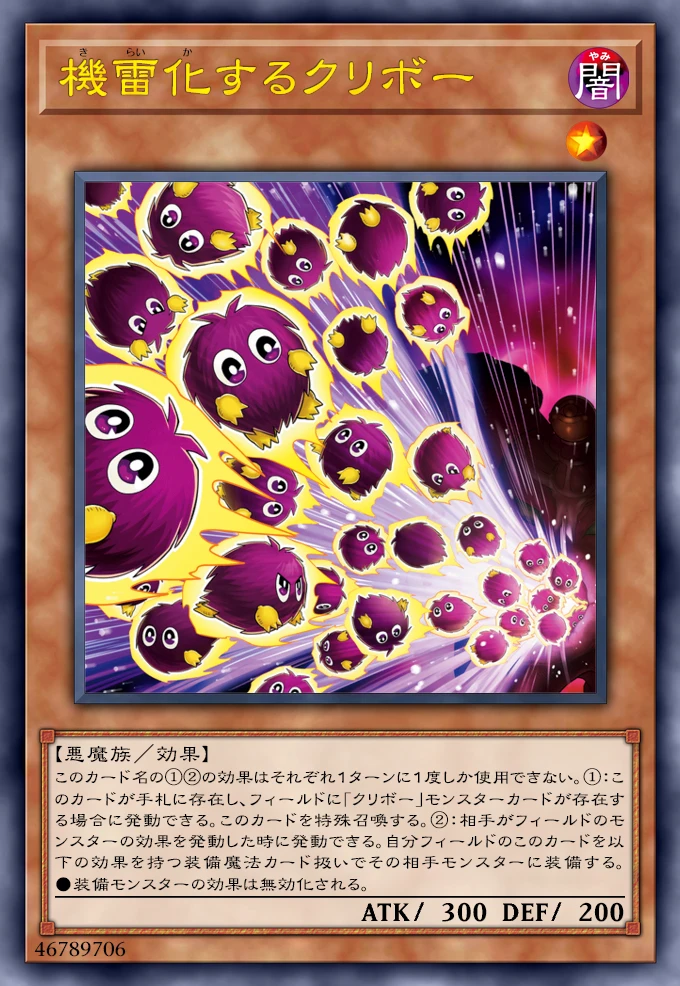 き らい か
機雷化するクリボー
やみ
闇
【悪魔族／効果】
このカード名の①②の効果はそれぞれ1ターンに1度しか使用できない。①：こ
のカードが手札に存在し、フィールドに「クリボー」モンスターカードが存在す
る場合に発動できる。このカードを特殊召喚する。②：相手がフィールドのモ
ンスターの効果を発動した時に発動できる。自分フィールドのこのカードを以
下の効果を持つ装備魔法カード扱いでその相手モンスターに装備する。
●装備モンスターの効果は無効化される。
ATK/ 300 DEF/ 200
46789706